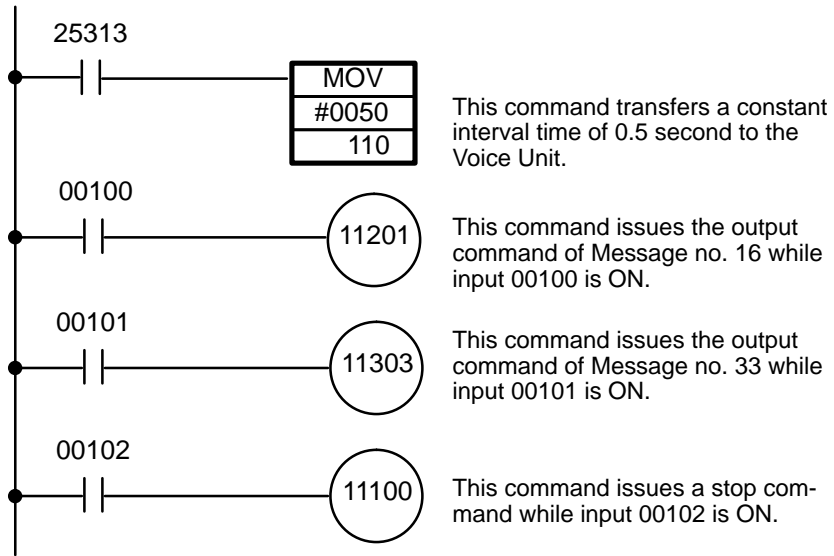 25313
MOV
#0050
110
This command transfers a constant
interval time of 0.5 second to the
Voice Unit.
00100
11201
This command issues the output
command of Message no. 16 while
input 00100 is ON.
00101
11303
This command issues the output
command of Message no. 33 while
input 00101 is ON.
00102
11100
This command issues a stop com-
mand while input 00102 is ON.